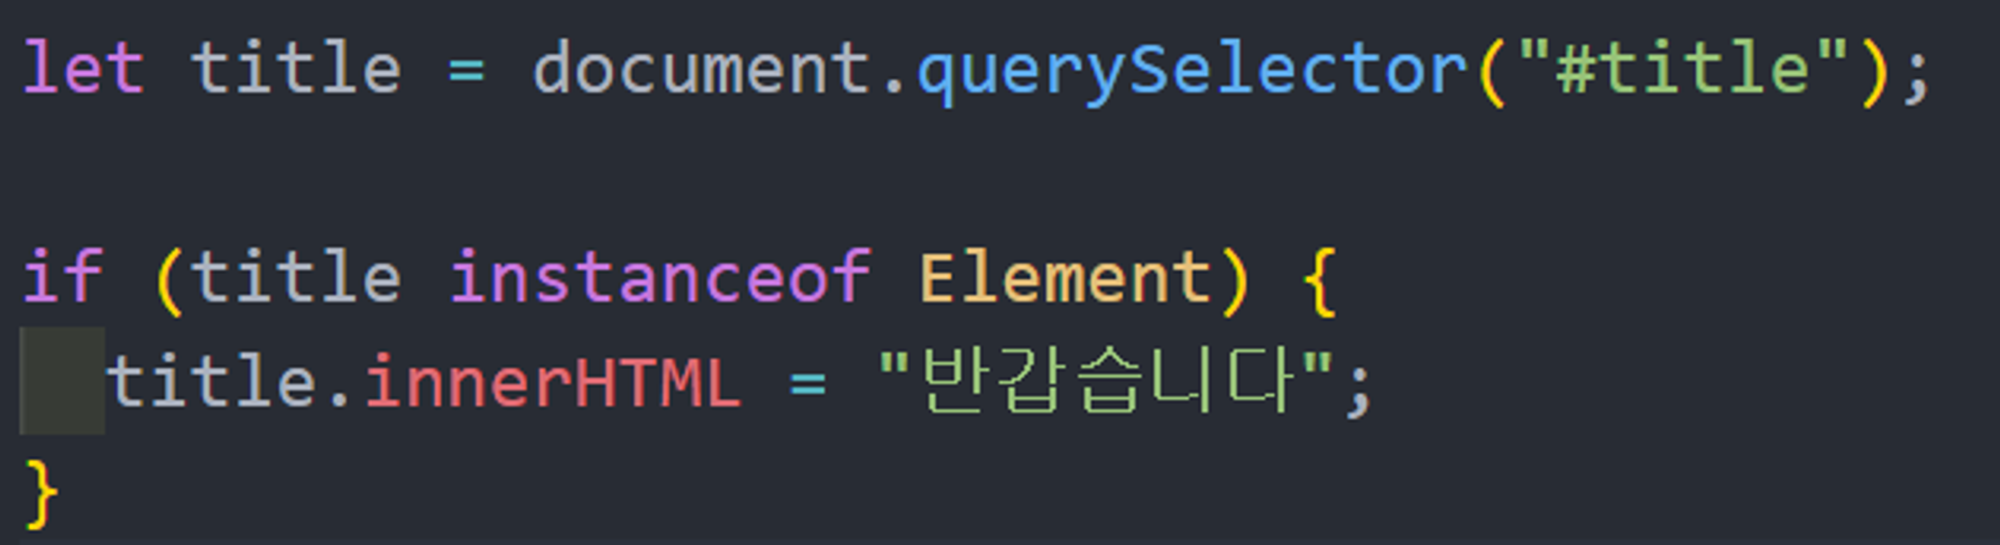 let title = document.querySelector("#title");
if (title instanceof Element) {
title.innerHTML = "반갑습니다";
}